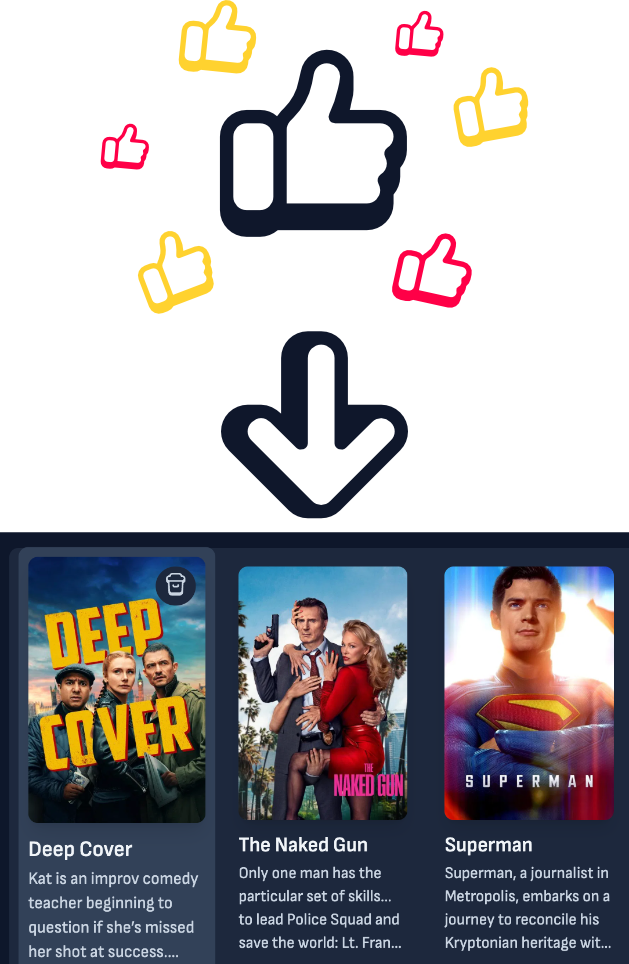 DEEP
COVER
THE
NAKED GUN
SUPERMAN
Deep Cover
Kat is an improv comedy
teacher beginning to
question if she’s missed
her shot at success....
The Naked Gun
Only one man has the
particular set of skills...
to lead Police Squad and
save the world: Lt. Fran...
Superman
Superman, a journalist in
Metropolis, embarks on a
journey to reconcile his
Kryptonian heritage wit...